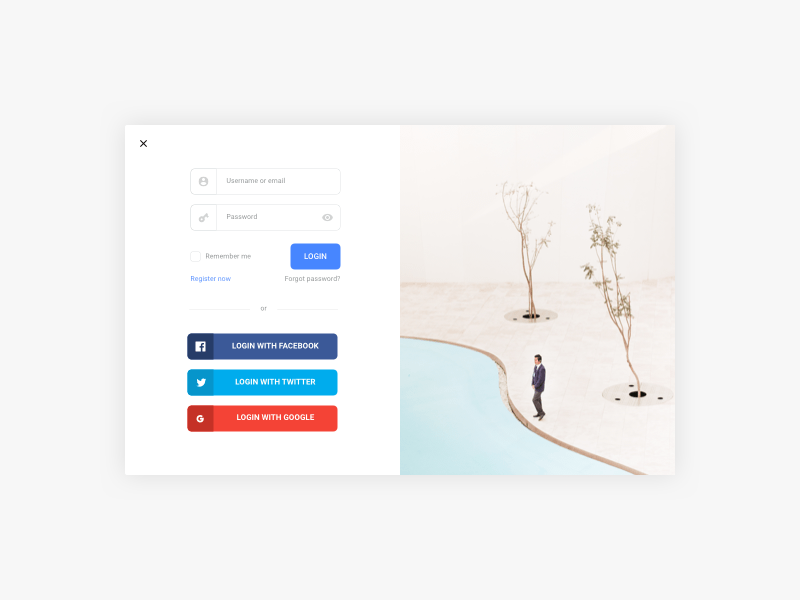 Username or email
Password
Remember me
LOGIN
Register now
Forgot password?
or
LOGIN WITH FACEBOOK
LOGIN WITH TWITTER
LOGIN WITH GOOGLE